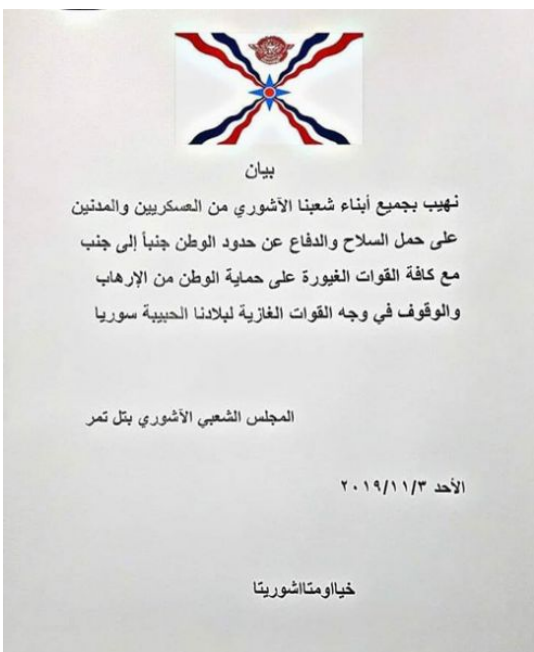 بيان
نهيب بجميع أبناء شعبنا الآشوري من العسكريين والمدنين
على حمل السلاح والدفاع عن حدود الوطن جنباً إلى جنب
مع كافة القوات الغيورة على حماية الوطن من الإرهاب
والوقوف في وجه القوات الغازية لبلادنا الحبيبة سوريا
المجلس الشعبي الآشوري بتل تمر
الأحد ٢٠١٩/١١/٣
خيااومتااشوريتا